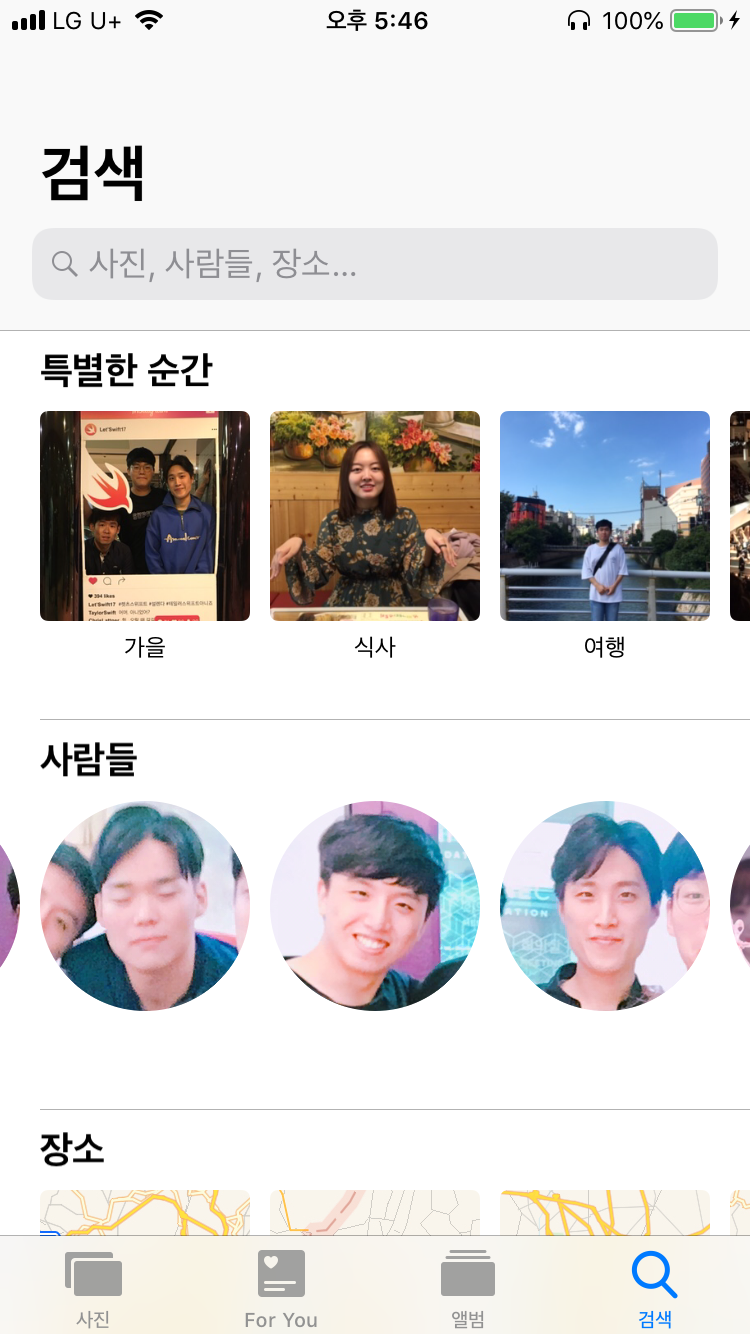 LG U+
오후 5:46
100%
검색
사진, 사람들, 장소...
특별한 순간
Let'Swift17
394 likes
가을
식사
여행
사람들
장소
사진
For You
앨범
검색